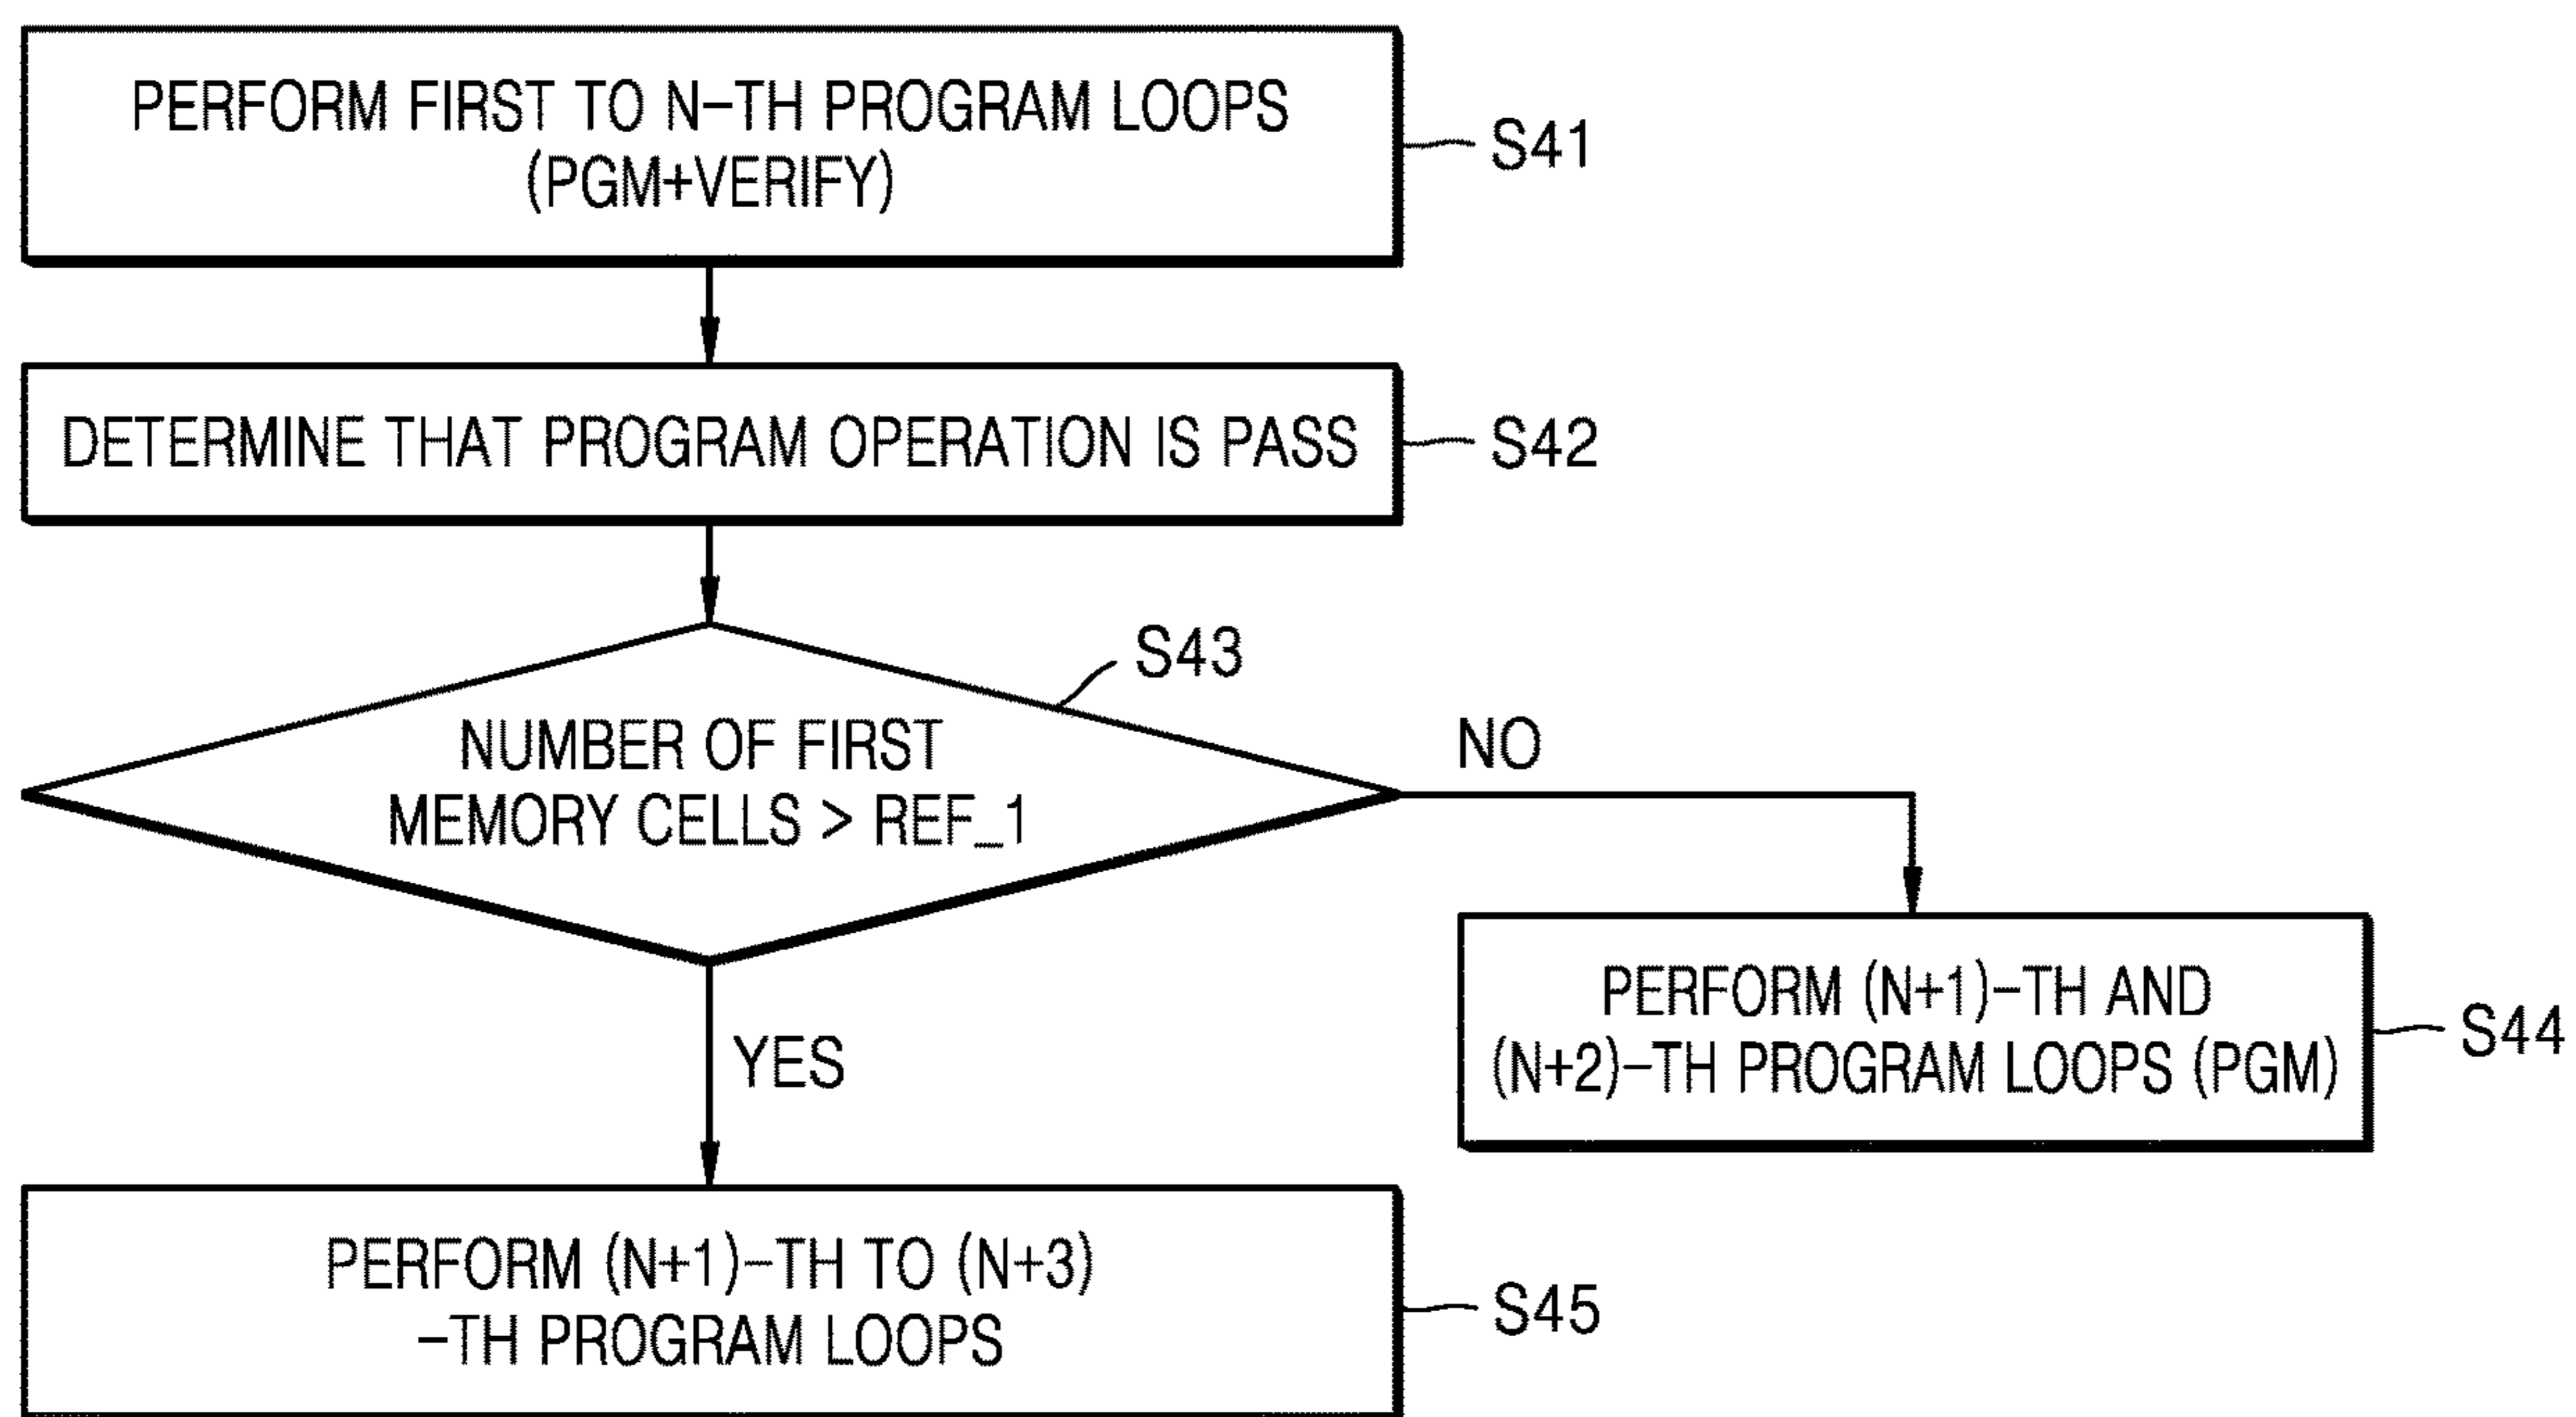 PERFORM FIRST TO N-TH PROGRAM LOOPS
(PGM+VERIFY)
S41
DETERMINE THAT PROGRAM OPERATION IS PASS
S42
S43
NUMBER OF FIRST
MEMORY CELLS > REF_1
NO
PERFORM (N+1)-TH AND
(N+2)-TH PROGRAM LOOPS (PGM)
S44
YES
PERFORM (N+1)-TH TO (N+3)
-TH PROGRAM LOOPS
S45